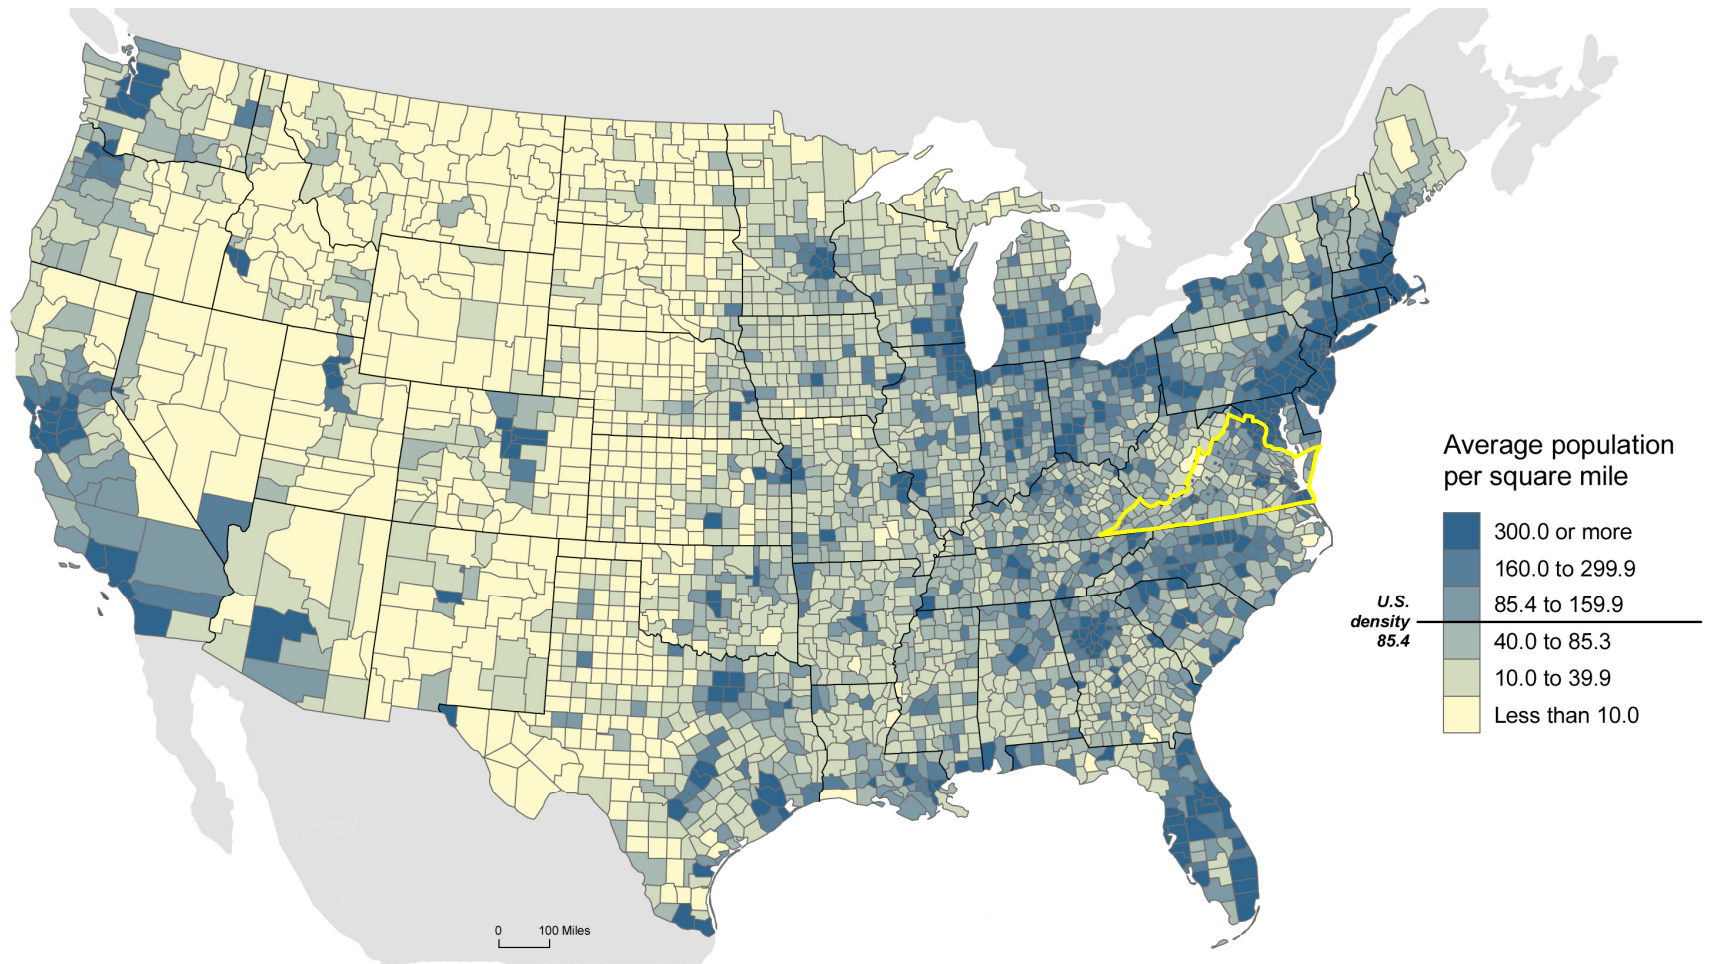 Average population
per square mile
300.0 or more
160.0 to 299.9
85.4 to 159.9
U.S.
density
85.4
40.0 to 85.3
10.0 to 39.9
Less than 10.0
0 100 Miles